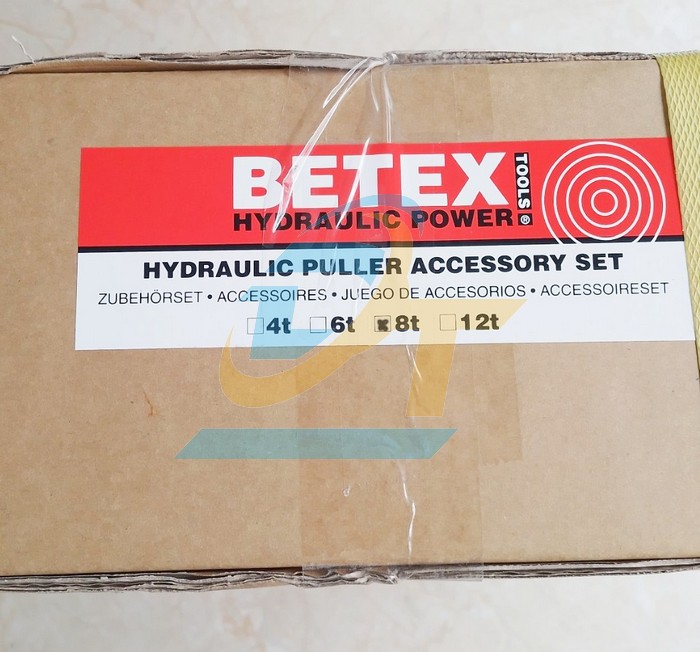 BETEX TOOLS®
HYDRAULIC POWER
HYDRAULIC PULLER ACCESSORY SET
ZUBEHÖRSET • ACCESSOIRES • JUEGO DE ACCESORIOS • ACCESSOIRESET
☐4t ☐6t ☒8t ☐12t